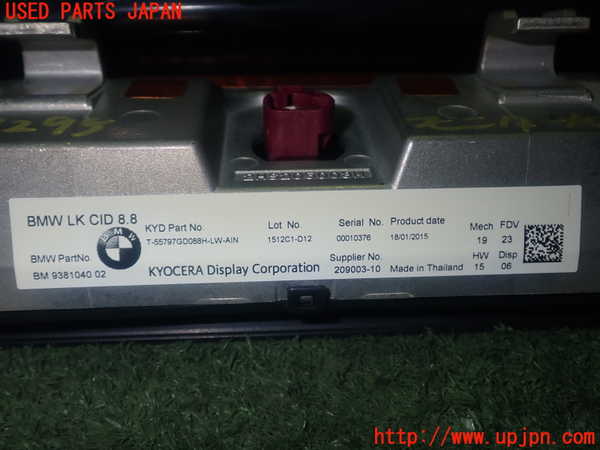 USED PARTS JAPAN
295
BMW LK CID 8.8
BMW PartNo.
BM 9381040 02
BMW
KYD Part No
T-55797GD088H-LW-AIN
KYOCERA Display Corporation
Lot No.
1512C1-D12
Serial No.
00010376
Product date
18/01/2015
Supplier No.
209003-10
Made in Thailand
Mech FDV
19 23
HW Disp
15 06
http://www.upjpn.com/